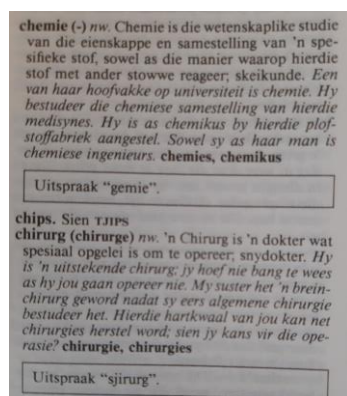 chemie (-) nw. Chemie is die wetenskaplike studie
van die eienskappe en samestelling van 'n spe-
sifieke stof, sowel as die manier waarop hierdie
stof met ander stowwe reageer; skeikunde. Een
van haar hoofvakke op universiteit is chemie. Hy
bestudeer die chemiese samestelling van hierdie
medisynes. Hy is as chemikus by hierdie plof-
stoffabriek aangestel. Sowel sy as haar man is
chemiese ingenieurs. chemies, chemikus
Uitspraak "gemie".
chips. Sien TJIPS
chirurg (chirurge) nw. 'n Chirurg is 'n dokter wat
spesiaal opgelei is om te opereer; snydokter. Hy
is 'n uitstekende chirurg; jy hoef nie bang te wees
as hy jou gaan opereer nie. My suster het 'n brein-
chirurg geword nadat sy eers algemene chirurgie
bestudeer het. Hierdie hartkwaal van jou kan net
chirurgies herstel word; sien jy kans vir die ope-
rasie? chirurgie, chirurgies
Uitspraak "sjirurg".